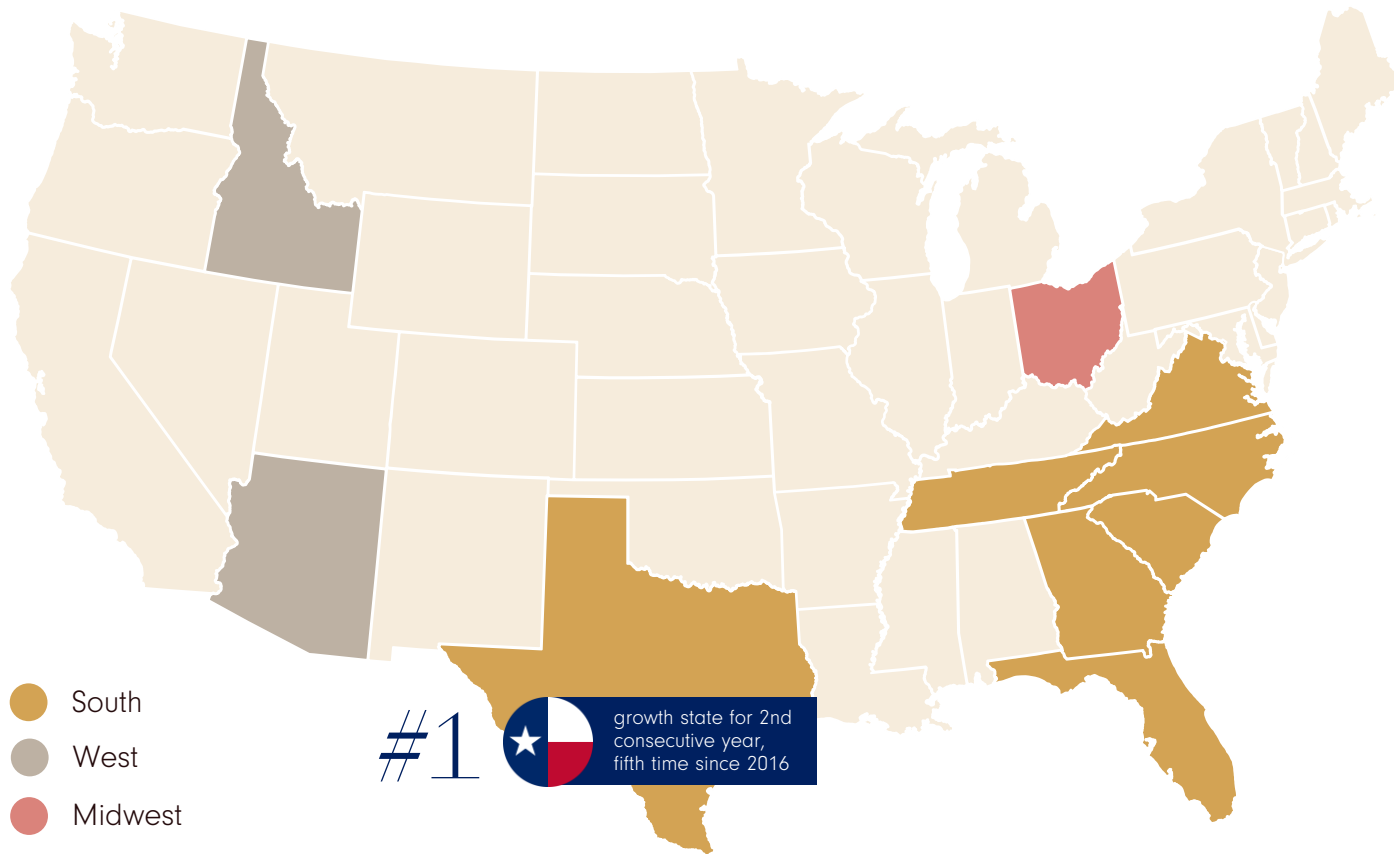 South
West
Midwest
#1
growth state for 2nd
consecutive year,
fifth time since 2016